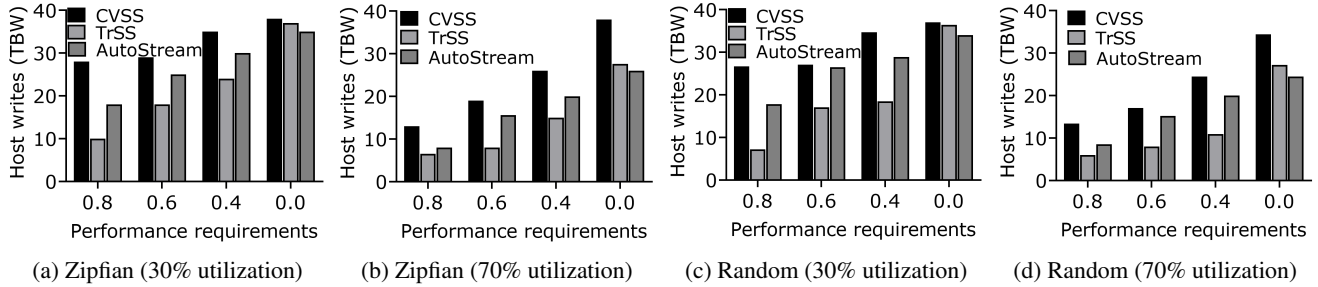 Host writes (TBW)
40
30
20
10
0
CVSS
TrSS
AutoStream
0.8 0.6 0.4 0.0
Performance requirements
(a) Zipfian (30% utilization)
Host writes (TBW)
40
30
20
10
0
CVSS
TrSS
AutoStream
0.8 0.6 0.4 0.0
Performance requirements
(b) Zipfian (70% utilization)
Host writes (TBW)
40
30
20
10
0
CVSS
TrSS
AutoStream
0.8 0.6 0.4 0.0
Performance requirements
(c) Random (30% utilization)
Host writes (TBW)
40
30
20
10
0
CVSS
TrSS
AutoStream
0.8 0.6 0.4 0.0
Performance requirements
(d) Random (70% utilization)